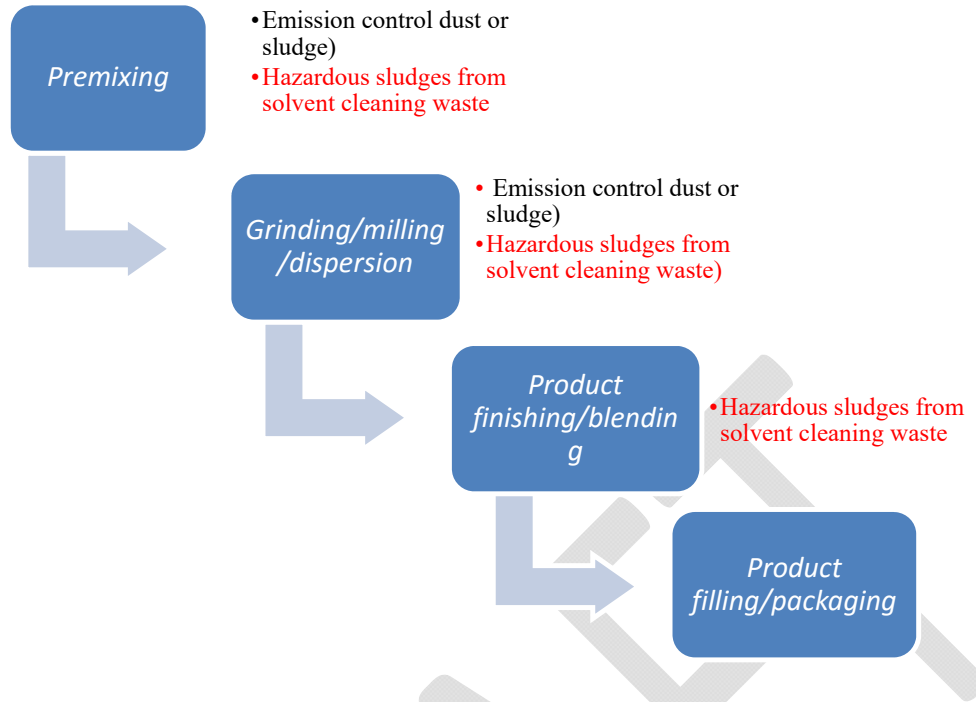 Premixing
•Emission control dust or
sludge)
•Hazardous sludges from
solvent cleaning waste
Grinding/milling
/dispersion
• Emission control dust or
sludge)
•Hazardous sludges from
solvent cleaning waste)
Product
finishing/blendin
g
•Hazardous sludges from
solvent cleaning waste
Product
filling/packaging